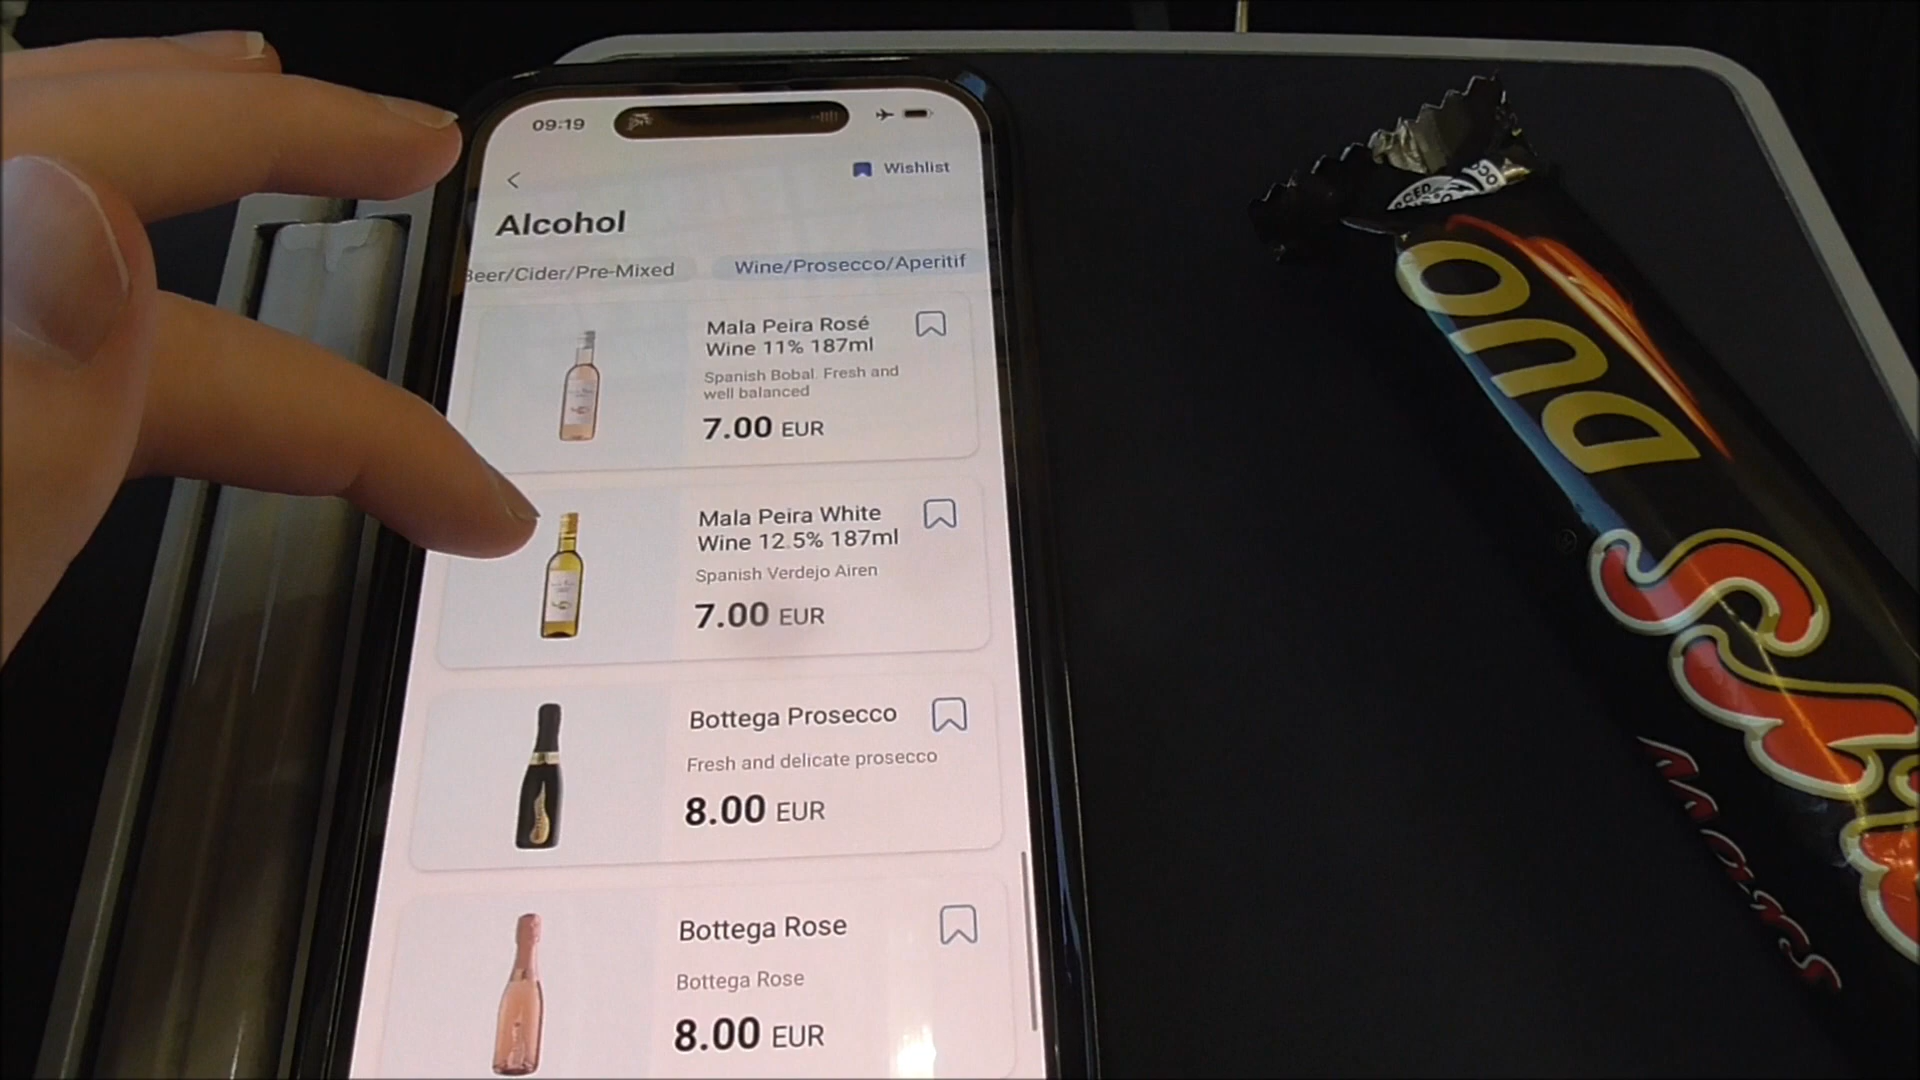 09:19
Wishlist
Alcohol
Beer/Cider/Pre-Mixed
Wine/Prosecco/Aperitif
Mala Peira Rosé
Wine 11% 187ml
Spanish Bobal. Fresh and
well balanced
7.00 EUR
Mala Peira White
Wine 12.5% 187ml
Spanish Verdejo Airen
7.00 EUR
Bottega Prosecco
Fresh and delicate prosecco
8.00 EUR
Bottega Rose
Bottega Rose
8.00 EUR
DUO
Mars